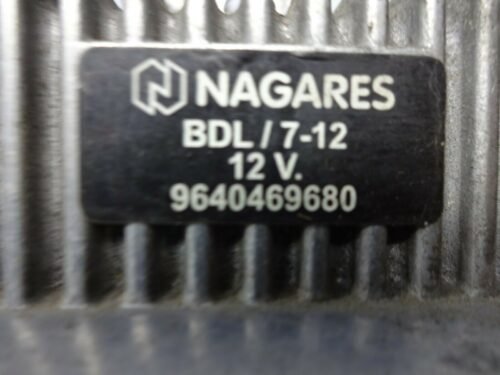 NAGARES
BDL / 7-12
12 V.
9640469680